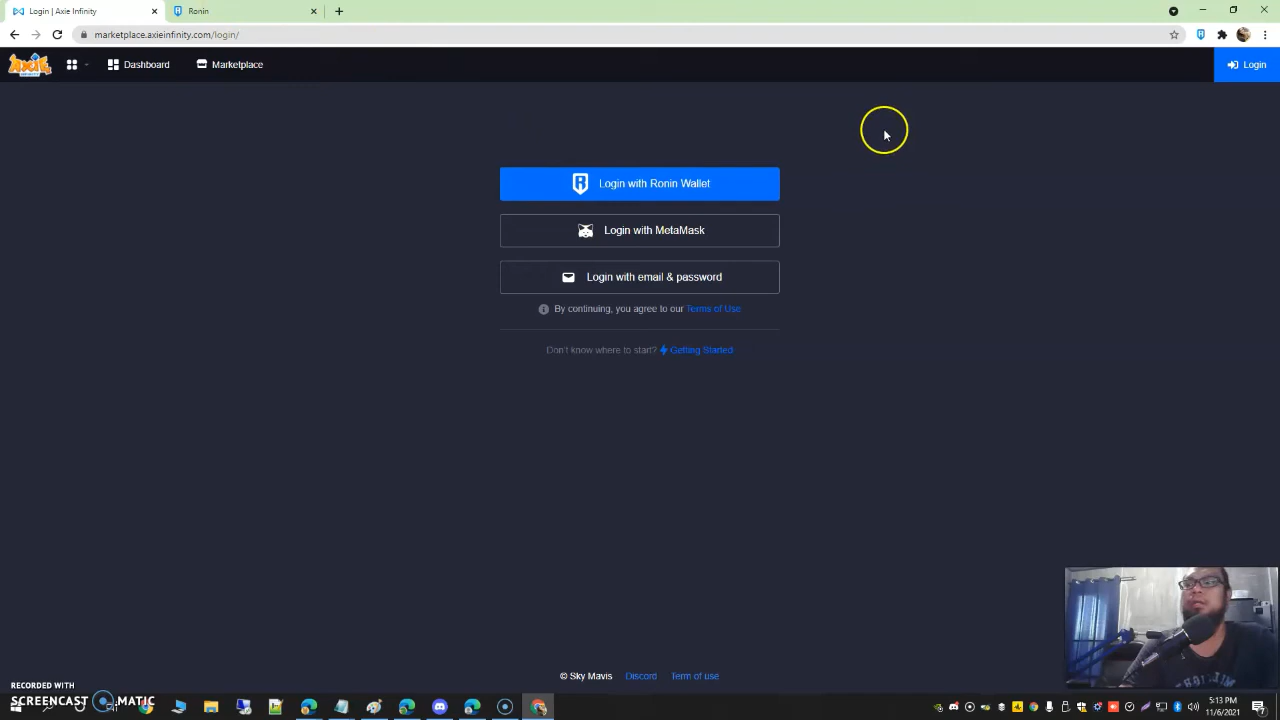 Login | Axie Infinity
Ronin
marketplace.axieinfinity.com/login/
AXIE
INFINITY
Dashboard
Marketplace
Login
Login with Ronin Wallet
Login with MetaMask
Login with email & password
By continuing, you agree to our Terms of Use
Don't know where to start? Getting Started
© Sky Mavis Discord Term of use
RECORDED WITH
SCREENCAST MATIC
5:13 PM
11/6/2021